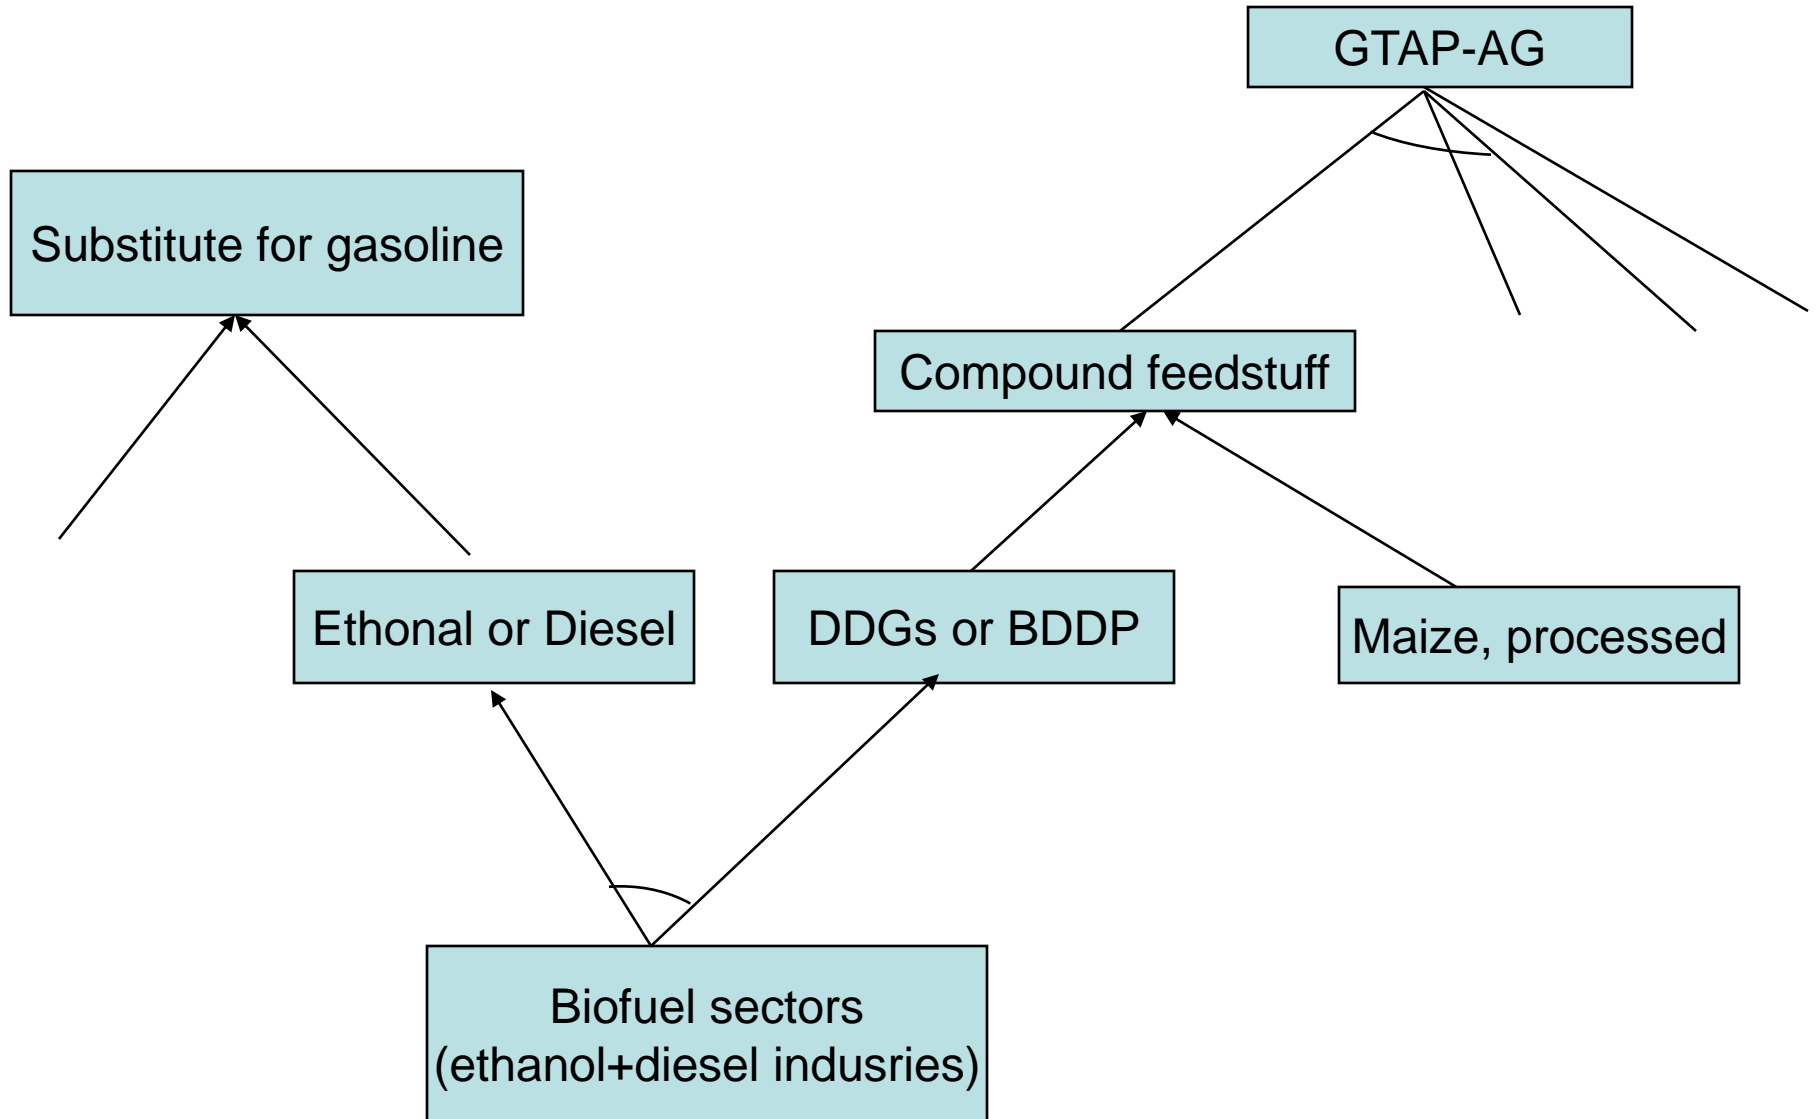 GTAP-AG
Substitute for gasoline
Compound feedstuff
Ethonal or Diesel
DDGs or BDDP
Maize, processed
Biofuel sectors
(ethanol+diesel indusries)